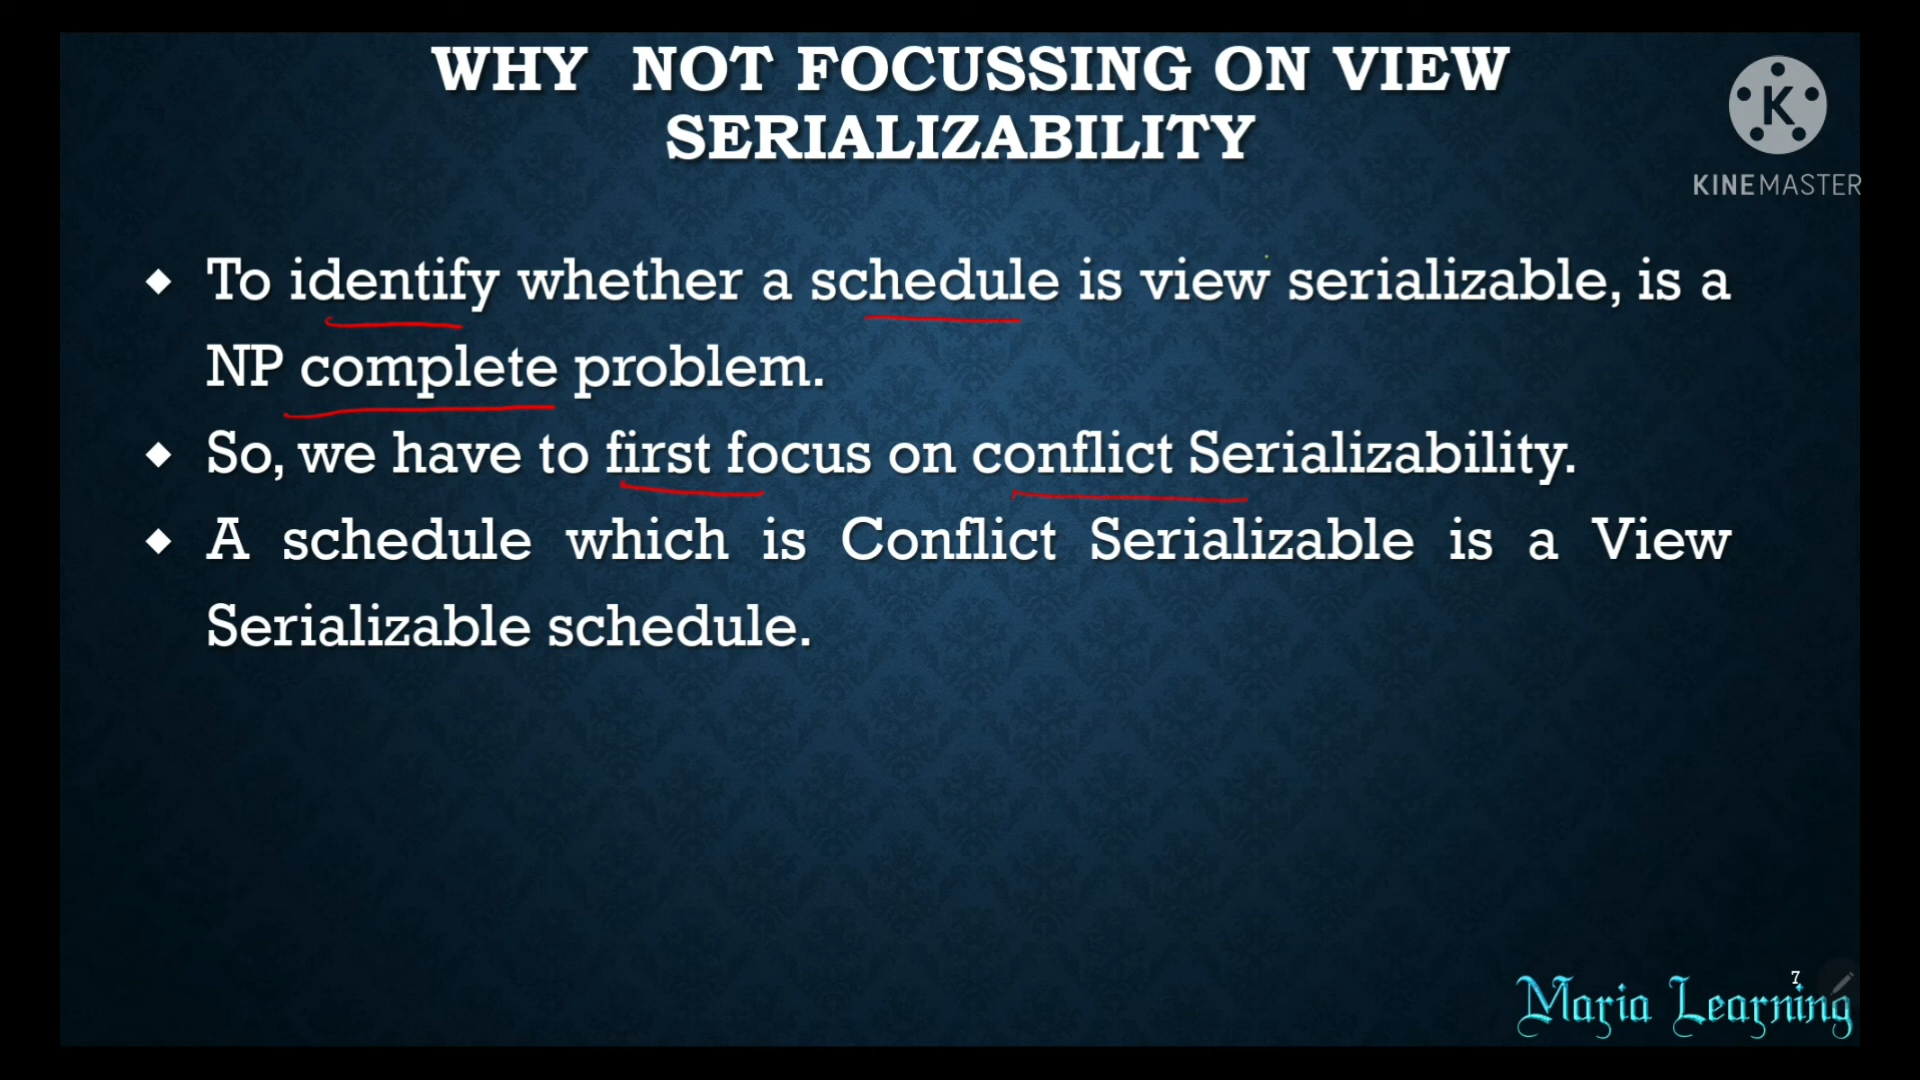 WHY NOT FOCUSSING ON VIEW
SERIALIZABILITY
KINEMASTER
◆ To identify whether a schedule is view serializable, is a
NP complete problem.
◆ So, we have to first focus on conflict Serializability.
◆ A schedule which is Conflict Serializable is a View
Serializable schedule.
7
Maria Learning